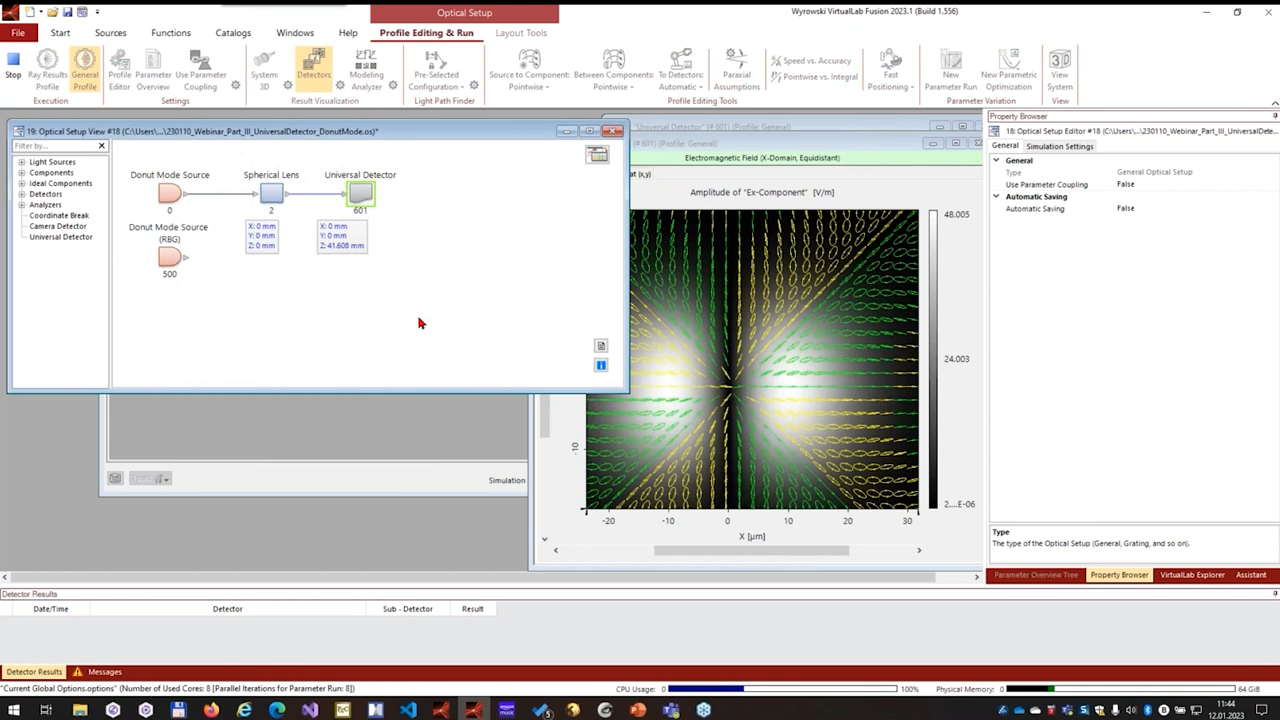 Optical Setup
Wyrowski VirtualLab Fusion 2023.1 (Build 1.556)
File
Start
Sources
Functions
Catalogs
Windows
Help
Profile Editing & Run
Layout Tools
Stop
Ray Results Profile
General Profile
Profile Editor
Parameter Overview
Use Parameter Coupling
System: 3D
Detectors
Modeling Analyzer
Pre-Selected Configuration
Source to Component: Pointwise
Between Components: Pointwise
To Detectors: Automatic
Paraxial Assumptions
Speed vs. Accuracy
Pointwise vs. Integral
Fast Positioning
New Parameter Run
New Parametric Optimization
View System
Execution
Settings
Result Visualization
Light Path Finder
Profile Editing Tools
Parameter Variation
View
19: Optical Setup View #18 (C:\Users\...\230110_Webinar_Part_III_UniversalDetector_DonutMode.os)*
Filter by...
Light Sources
Components
Ideal Components
Detectors
Analyzers
Coordinate Break
Camera Detector
Universal Detector
Donut Mode Source
0
Spherical Lens
2
Universal Detector
601
X: 0 mm
Y: 0 mm
Z: 0 mm
X: 0 mm
Y: 0 mm
Z: 41.608 mm
Donut Mode Source (RBG)
500
Tools
Simulation
"Universal Detector" (# 601) (Profile: General)
# 601) (Profile: General)
Electromagnetic Field (X-Domain, Equidistant)
at (x,y)
Amplitude of "Ex-Component" [V/m]
48.005
24.003
2....E-06
-10
-20
-10
0
10
20
30
X [µm]
Property Browser
18: Optical Setup Editor #18 (C:\Users\...\230110_Webinar_Part_III_UniversalDete...
General
Simulation Settings
General
Type
General Optical Setup
Use Parameter Coupling
False
Automatic Saving
Automatic Saving
False
Type
The type of the Optical Setup (General, Grating, and so on).
Parameter Overview Tree
Property Browser
VirtualLab Explorer
Assistant
Detector Results
Date/Time
Detector
Sub - Detector
Result
Detector Results
Messages
"Current Global Options.options" (Number of Used Cores: 8 [Parallel Iterations for Parameter Run: 8])
CPU Usage: 0
100%
Physical Memory: 0
64 GiB
11:44
12.01.2023